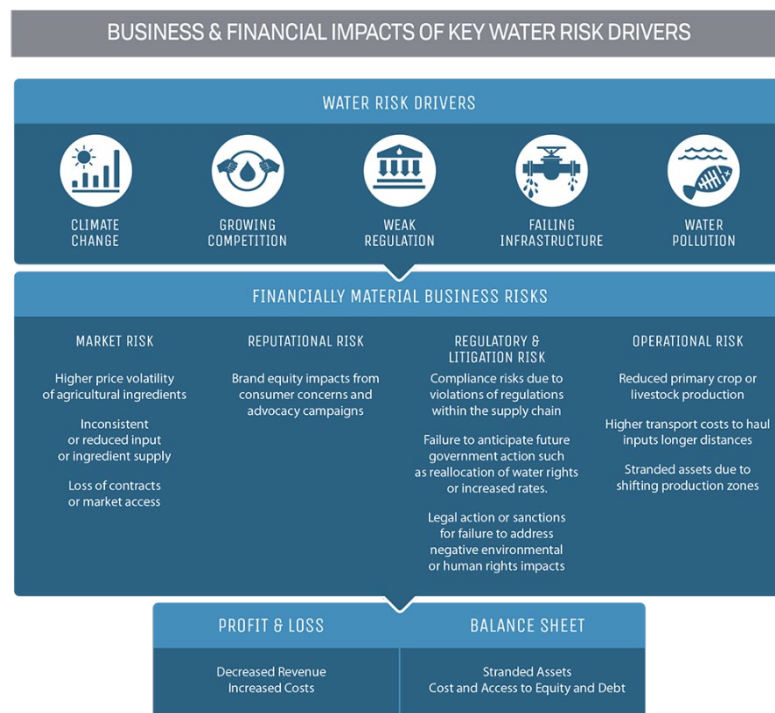 BUSINESS & FINANCIAL IMPACTS OF KEY WATER RISK DRIVERS
WATER RISK DRIVERS
CLIMATE
CHANGE
GROWING
COMPETITION
WEAK
REGULATION
FAILING
INFRASTRUCTURE
WATER
POLLUTION
FINANCIALLY MATERIAL BUSINESS RISKS
MARKET RISK
Higher price volatility
of agricultural ingredients
Inconsistent
or reduced input
or ingredient supply
Loss of contracts
or market access
REPUTATIONAL RISK
Brand equity impacts from
consumer concerns and
advocacy campaigns
REGULATORY &
LITIGATION RISK
Compliance risks due to
violations of regulations
within the supply chain
Failure to anticipate future
government action such
as reallocation of water rights
or increased rates.
Legal action or sanctions
for failure to address
negative environmental
or human rights impacts
OPERATIONAL RISK
Reduced primary crop or
livestock production
Higher transport costs to haul
inputs longer distances
Stranded assets due to
shifting production zones
PROFIT & LOSS
Decreased Revenue
Increased Costs
BALANCE SHEET
Stranded Assets
Cost and Access to Equity and Debt